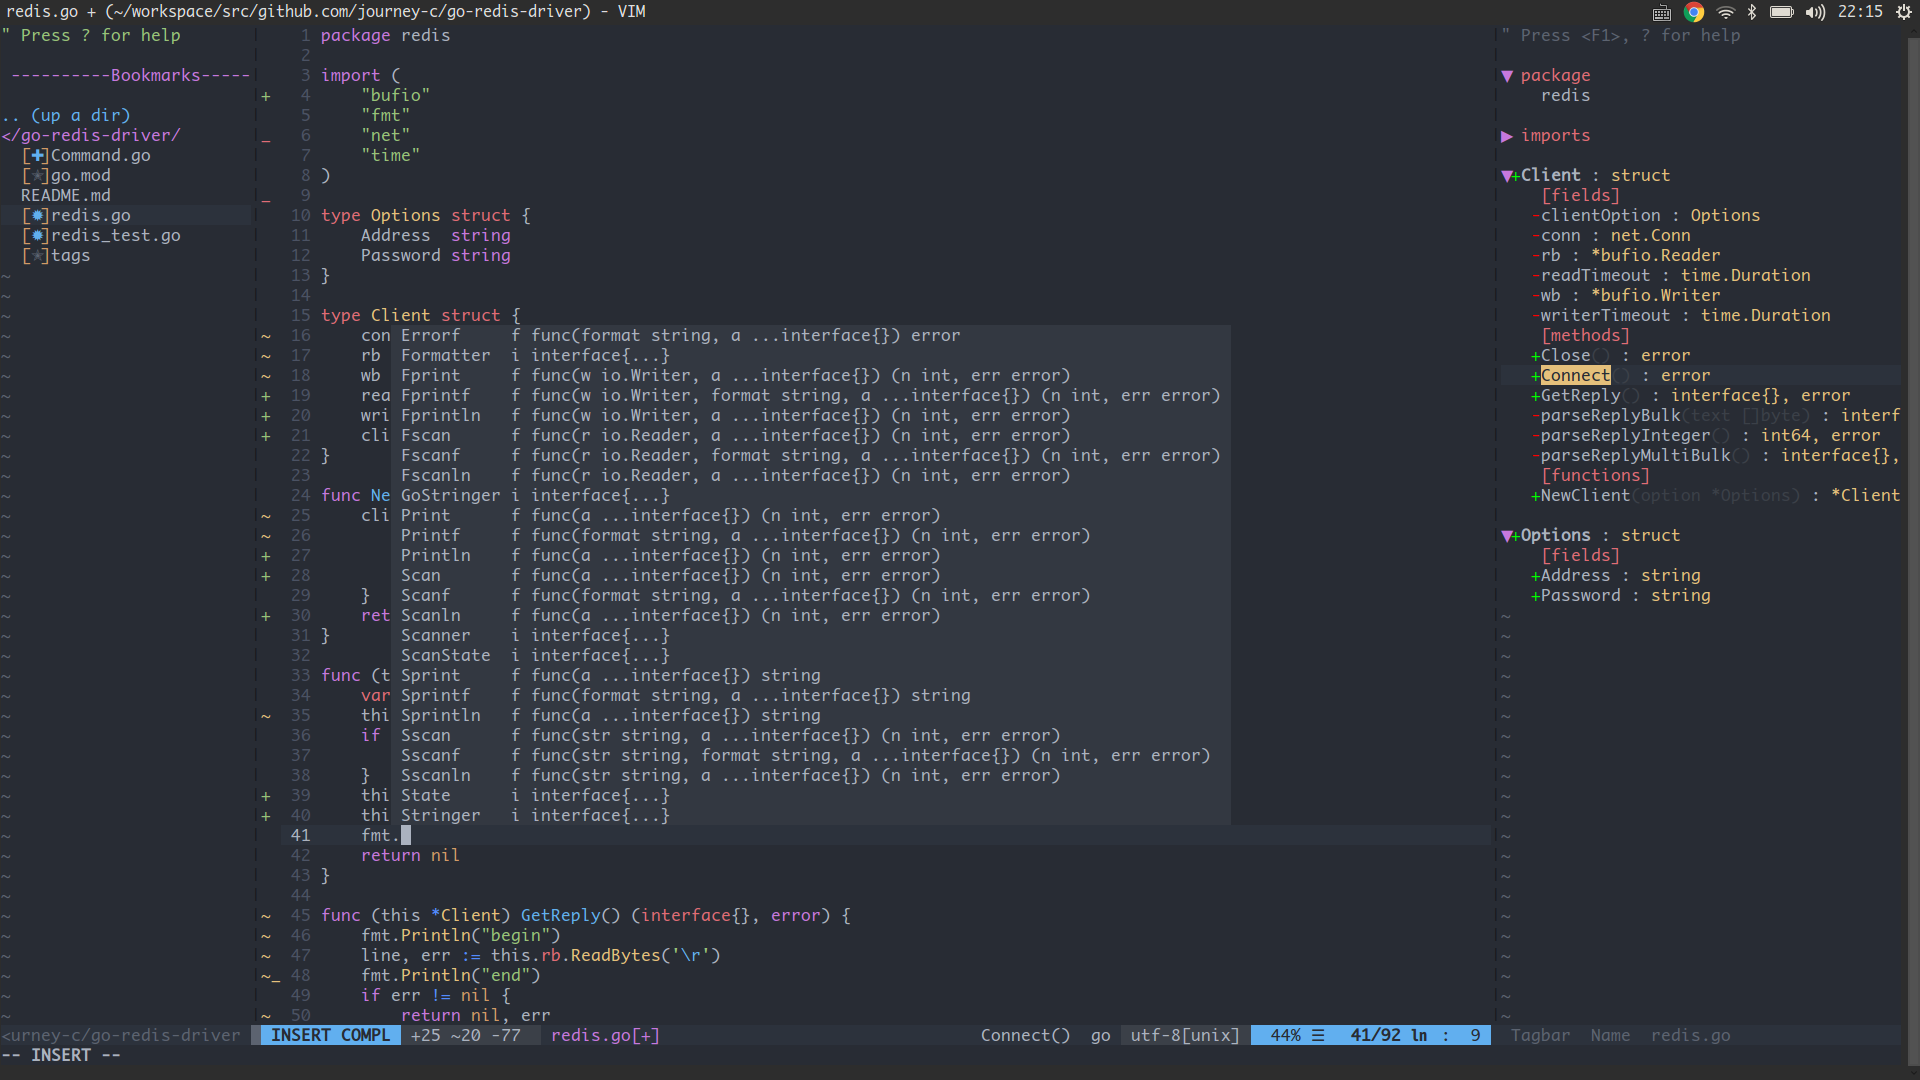 redis.go + (~/workspace/src/github.com/journey-c/go-redis-driver) - VIM
22:15
" Press ? for help
----------Bookmarks-----
.. (up a dir)
</go-redis-driver/
[✚]Command.go
[★]go.mod
README.md
[✹]redis.go
[✹]redis_test.go
[★]tags
1 package redis
2
3 import (
+ 4 "bufio"
5 "fmt"
_ 6 "net"
7 "time"
8 )
_ 9
10 type Options struct {
11 Address string
12 Password string
13 }
14
15 type Client struct {
~ 16 con Errorf f func(format string, a ...interface{}) error
~ 17 rb Formatter i interface{...}
~ 18 wb Fprint f func(w io.Writer, a ...interface{}) (n int, err error)
+ 19 rea Fprintf f func(w io.Writer, format string, a ...interface{}) (n int, err error)
+ 20 wri Fprintln f func(w io.Writer, a ...interface{}) (n int, err error)
+ 21 cli Fscan f func(r io.Reader, a ...interface{}) (n int, err error)
22 } Fscanf f func(r io.Reader, format string, a ...interface{}) (n int, err error)
23 Fscanln f func(r io.Reader, a ...interface{}) (n int, err error)
24 func Ne GoStringer i interface{...}
~ 25 cli Print f func(a ...interface{}) (n int, err error)
~ 26 Printf f func(format string, a ...interface{}) (n int, err error)
+ 27 Println f func(a ...interface{}) (n int, err error)
+ 28 Scan f func(a ...interface{}) (n int, err error)
29 } Scanf f func(format string, a ...interface{}) (n int, err error)
+ 30 ret Scanln f func(a ...interface{}) (n int, err error)
31 } Scanner i interface{...}
32 ScanState i interface{...}
33 func (t Sprint f func(a ...interface{}) string
34 var Sprintf f func(format string, a ...interface{}) string
~ 35 thi Sprintln f func(a ...interface{}) string
36 if Sscan f func(str string, a ...interface{}) (n int, err error)
37 Sscanf f func(str string, format string, a ...interface{}) (n int, err error)
38 } Sscanln f func(str string, a ...interface{}) (n int, err error)
+ 39 thi State i interface{...}
+ 40 thi Stringer i interface{...}
41 fmt.
42 return nil
43 }
44
~ 45 func (this *Client) GetReply() (interface{}, error) {
~ 46 fmt.Println("begin")
~ 47 line, err := this.rb.ReadBytes('\r')
~_ 48 fmt.Println("end")
49 if err != nil {
~ 50 return nil, err
" Press <F1>, ? for help
▼ package
redis
▶ imports
▼+Client : struct
[fields]
-clientOption : Options
-conn : net.Conn
-rb : *bufio.Reader
-readTimeout : time.Duration
-wb : *bufio.Writer
-writerTimeout : time.Duration
[methods]
+Close() : error
+Connect() : error
+GetReply() : interface{}, error
-parseReplyBulk(text []byte) : interf
-parseReplyInteger() : int64, error
-parseReplyMultiBulk() : interface{},
[functions]
+NewClient(option *Options) : *Client
▼+Options : struct
[fields]
+Address : string
+Password : string
<urney-c/go-redis-driver INSERT COMPL +25 ~20 -77 redis.go[+] Connect() go utf-8[unix] 44% ☰ 41/92 ln : 9 Tagbar Name redis.go
-- INSERT --